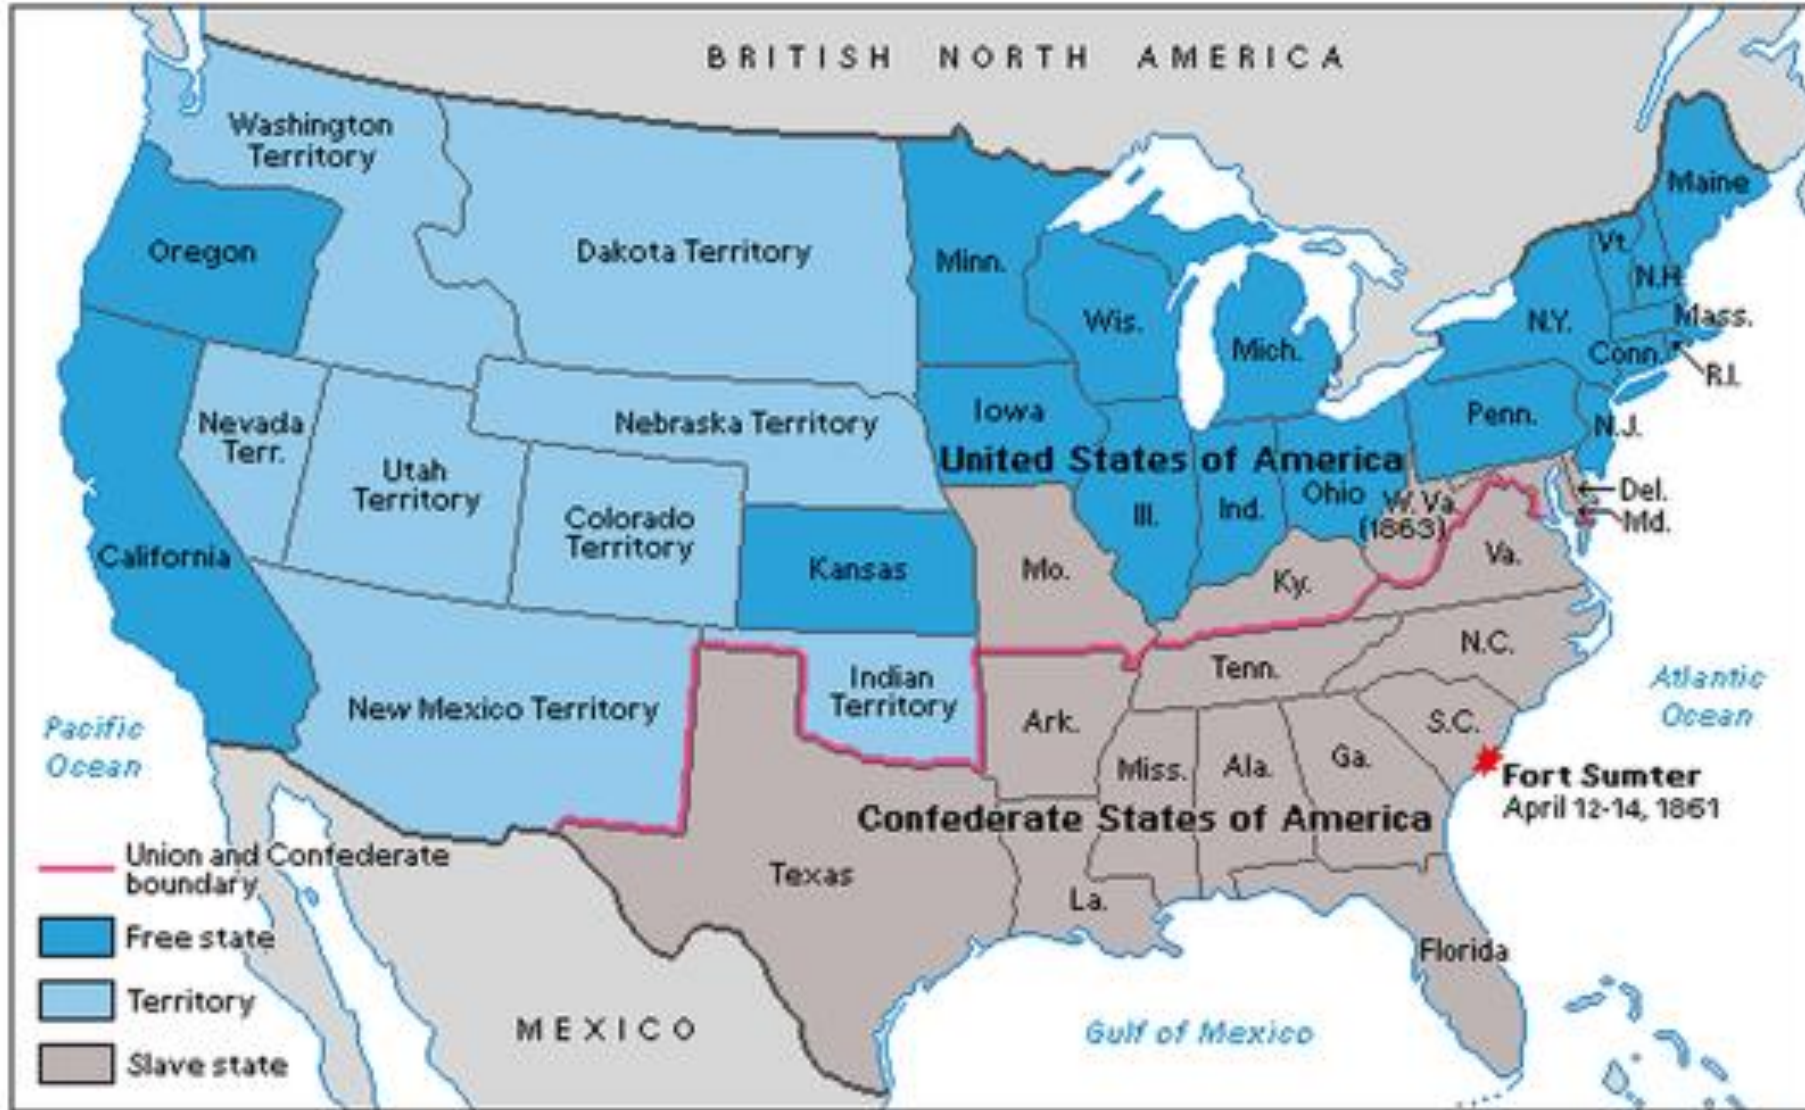 BRITISH NORTH AMERICA
Washington
Territory
Maine
Oregon
Dakota Territory
Minn.
Vt.
N.H.
Wis.
Mich.
N.Y.
Mass.
Conn.
R.I.
Nevada
Terr.
Nebraska Territory
Iowa
Penn.
N.J.
Utah
Territory
United States of America
Colorado
Territory
Ill.
Ind.
Ohio
W. Va.
(1863)
Del.
Md.
California
Kansas
Mo.
Ky.
Va.
Indian
Territory
Tenn.
N.C.
New Mexico Territory
Ark.
S.C.
Atlantic
Ocean
Pacific
Ocean
Miss.
Ala.
Ga.
Fort Sumter
April 12-14, 1861
Confederate States of America
Texas
La.
Florida
Union and Confederate
boundary
Free state
Territory
Slave state
MEXICO
Gulf of Mexico